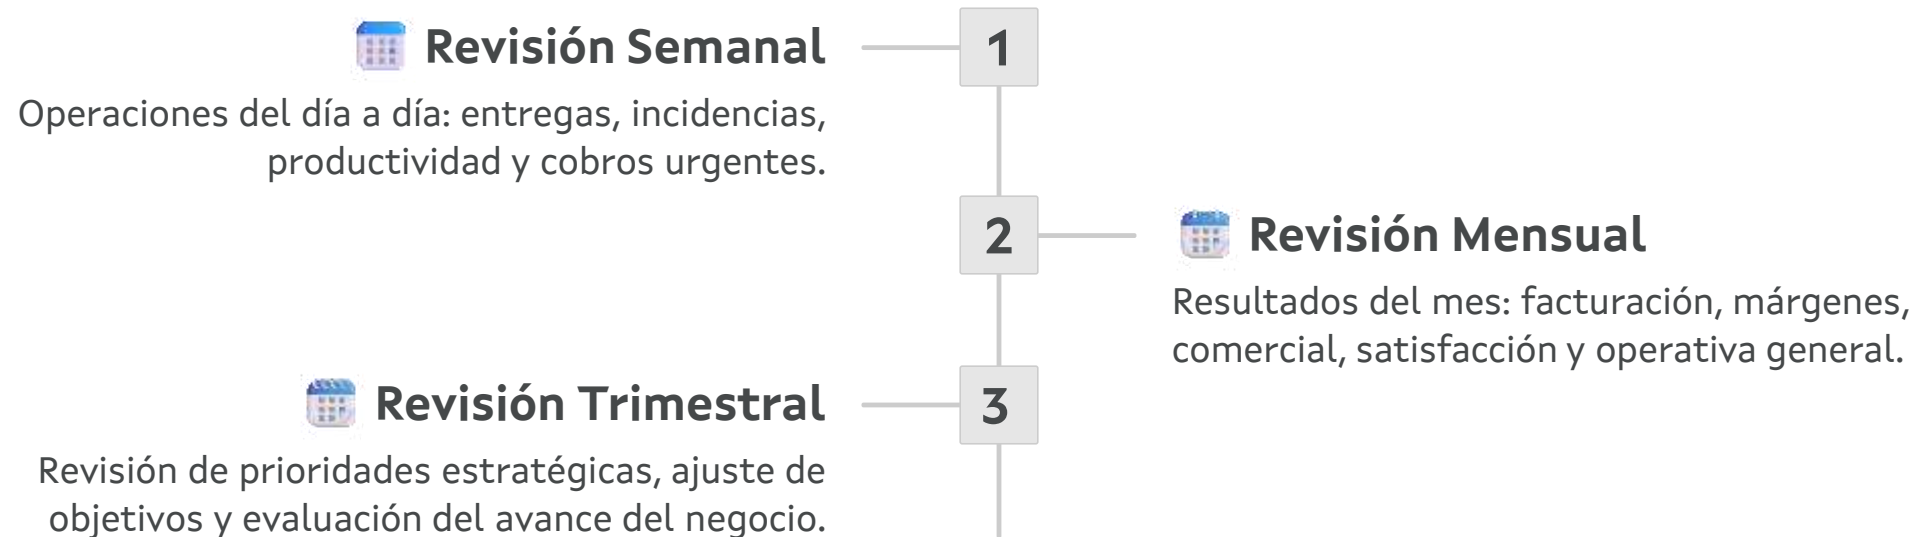 Revisión Semanal
1
Operaciones del día a día: entregas, incidencias,
productividad y cobros urgentes.
2
Revisión Mensual
Resultados del mes: facturación, márgenes,
comercial, satisfacción y operativa general.
Revisión Trimestral
3
Revisión de prioridades estratégicas, ajuste de
objetivos y evaluación del avance del negocio.